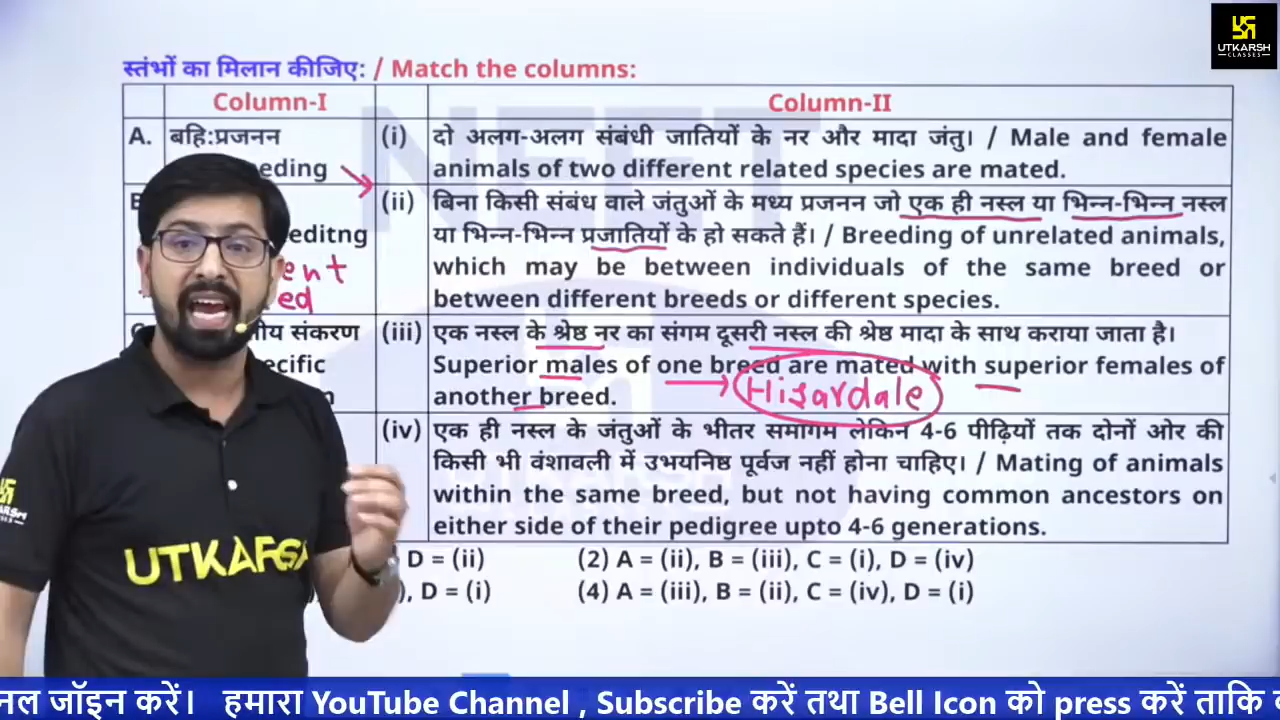 UTKARSH
CLASSES
स्तंभों का मिलान कीजिए: / Match the columns:
Column-I Column-II
A. बहि:प्रजनन (i) दो अलग-अलग संबंधी जातियों के नर और मादा जंतु। / Male and female
eeding animals of two different related species are mated.
(ii) बिना किसी संबंध वाले जंतुओं के मध्य प्रजनन जो एक ही नस्ल या भिन्न-भिन्न नस्ल
editng या भिन्न-भिन्न प्रजातियों के हो सकते हैं। / Breeding of unrelated animals,
ent which may be between individuals of the same breed or
ed between different breeds or different species.
संकरण (iii) एक नस्ल के श्रेष्ठ नर का संगम दूसरी नस्ल की श्रेष्ठ मादा के साथ कराया जाता है।
ecific Superior males of one breed are mated with superior females of
another breed. Hisardale
(iv) एक ही नस्ल के जंतुओं के भीतर समागम लेकिन 4-6 पीढ़ियों तक दोनों ओर की
किसी भी वंशावली में उभयनिष्ठ पूर्वज नहीं होना चाहिए। / Mating of animals
within the same breed, but not having common ancestors on
either side of their pedigree upto 4-6 generations.
D = (ii) (2) A = (ii), B = (iii), C = (i), D = (iv)
), D = (i) (4) A = (iii), B = (ii), C = (iv), D = (i)
UTKARSH
नल जॉइन करें। हमारा YouTube Channel , Subscribe करें तथा Bell Icon को press करें ताकि